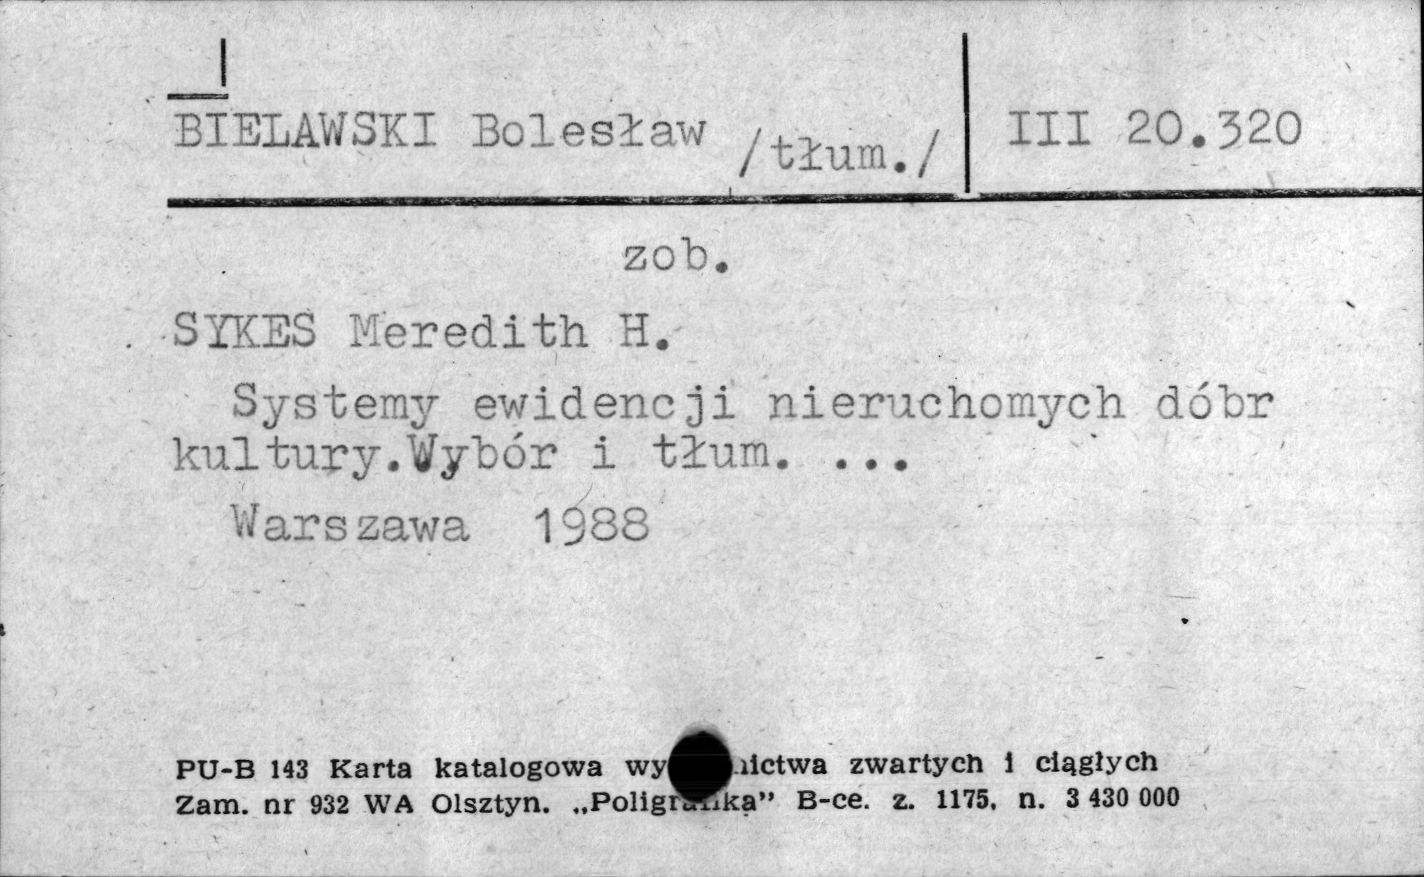 BIELAWSKI Bolesław /tłum./ III 20.320
zob.
SYKES Meredith H.
Systemy ewidencji nieruchomych dóbr
kultury.Wybór i tłum. ...
Warszawa 1988
PU-B 143 Karta katalogowa zwartych i ciągłych
Zam. nr 932 WA Olsztyn. „Poligrafika” B-ce. z. 1175, n. 3 430 000